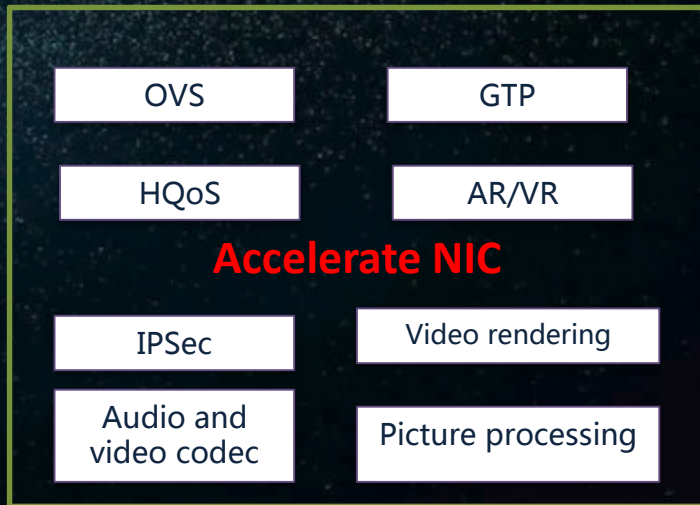 OVS
GTP
HQoS
AR/VR
Accelerate NIC
IPSec
Video rendering
Audio and
video codec
Picture processing